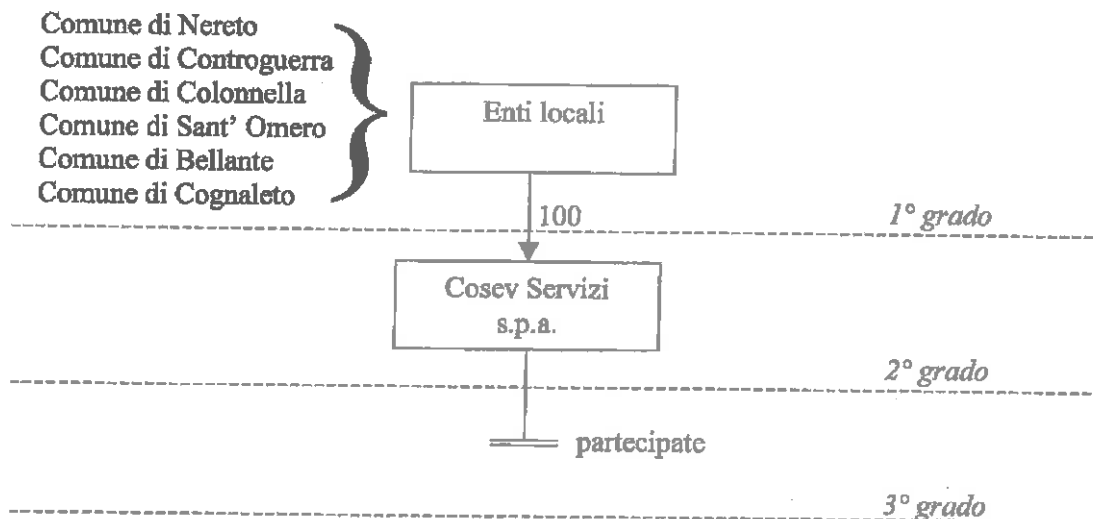 Comune di Nereto
Comune di Controguerra
Comune di Colonnella
Comune di Sant' Omero
Comune di Bellante
Comune di Cognaleto
Enti locali
100
1° grado
Cosev Servizi
s.p.a.
2° grado
partecipate
3° grado